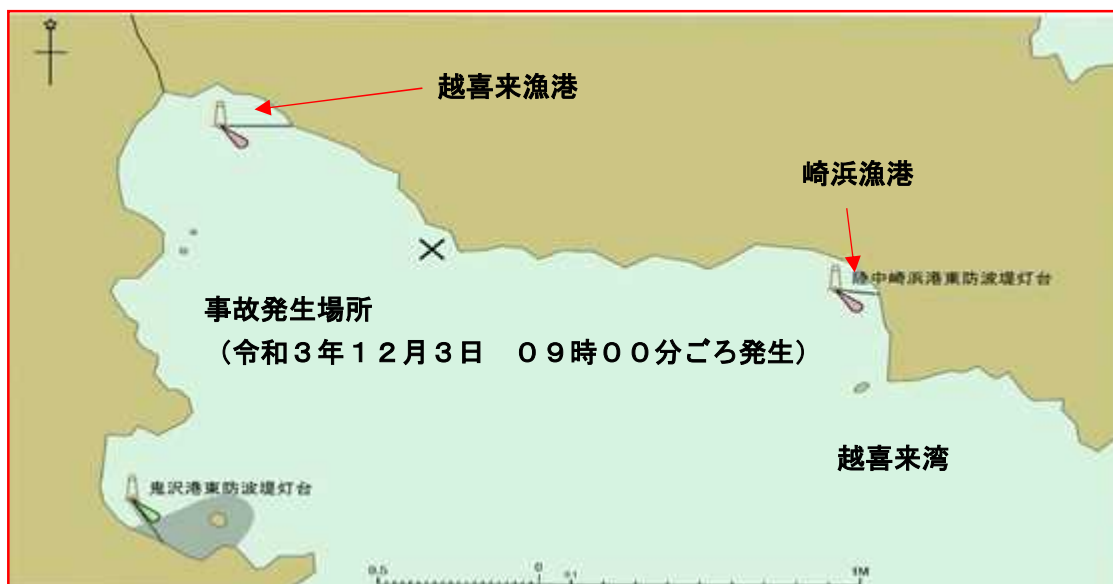 越喜来漁港
崎浜漁港
陸中崎浜港東防波堤灯台
事故発生場所
（令和３年１２月３日　０９時００分ごろ発生）
越喜来湾
鬼沢港東防波堤灯台
0.5 0 0.1 1M